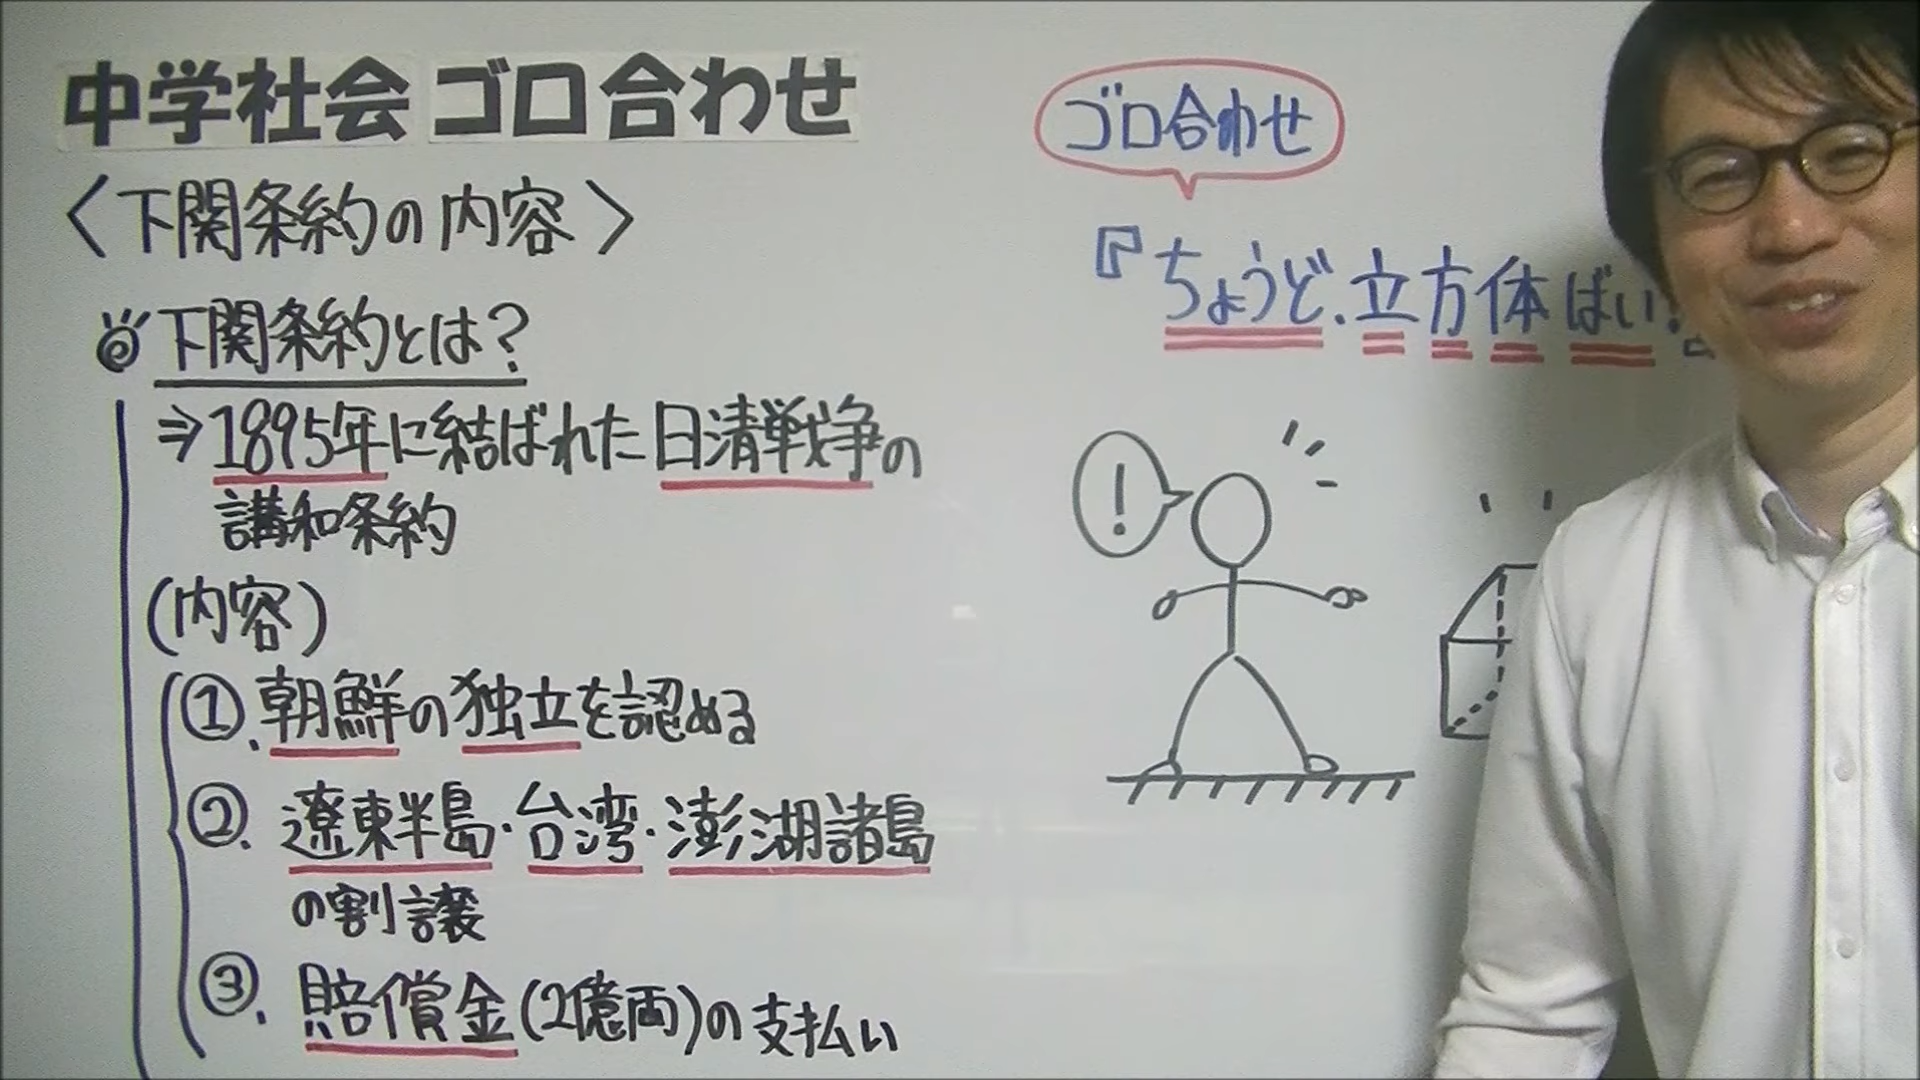 中学社会 ゴロ合わせ
〈下関条約の内容〉
下関条約とは?
⇒1895年に結ばれた日清戦争の
講和条約
(内容)
①.朝鮮の独立を認める
②.遼東半島・台湾・澎湖諸島
の割譲
③.賠償金(2億両)の支払い
ゴロ合わせ
『ちょうど.立方体ばい!』
!